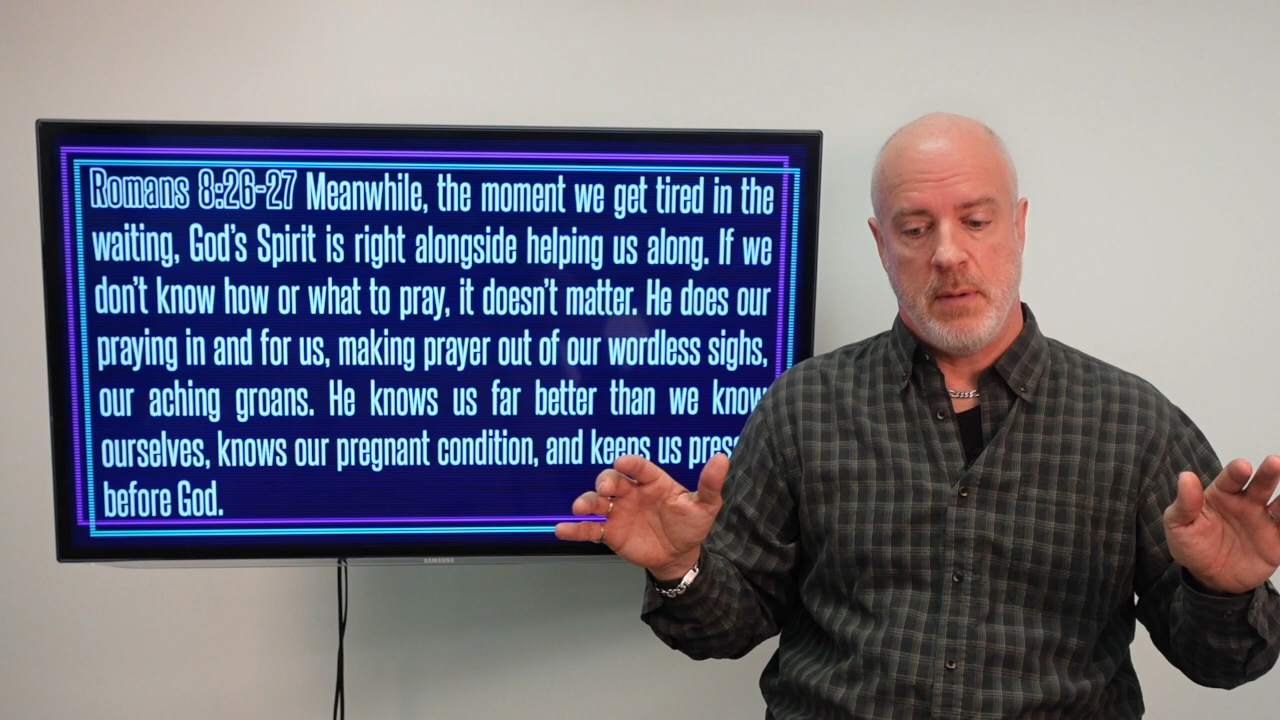 Romans 8:26-27 Meanwhile, the moment we get tired in the
waiting, God's Spirit is right alongside helping us along. If we
don't know how or what to pray, it doesn't matter. He does our
praying in and for us, making prayer out of our wordless sighs,
our aching groans. He knows us far better than we know
ourselves, knows our pregnant condition, and keeps us
before God.
SAMSUNG